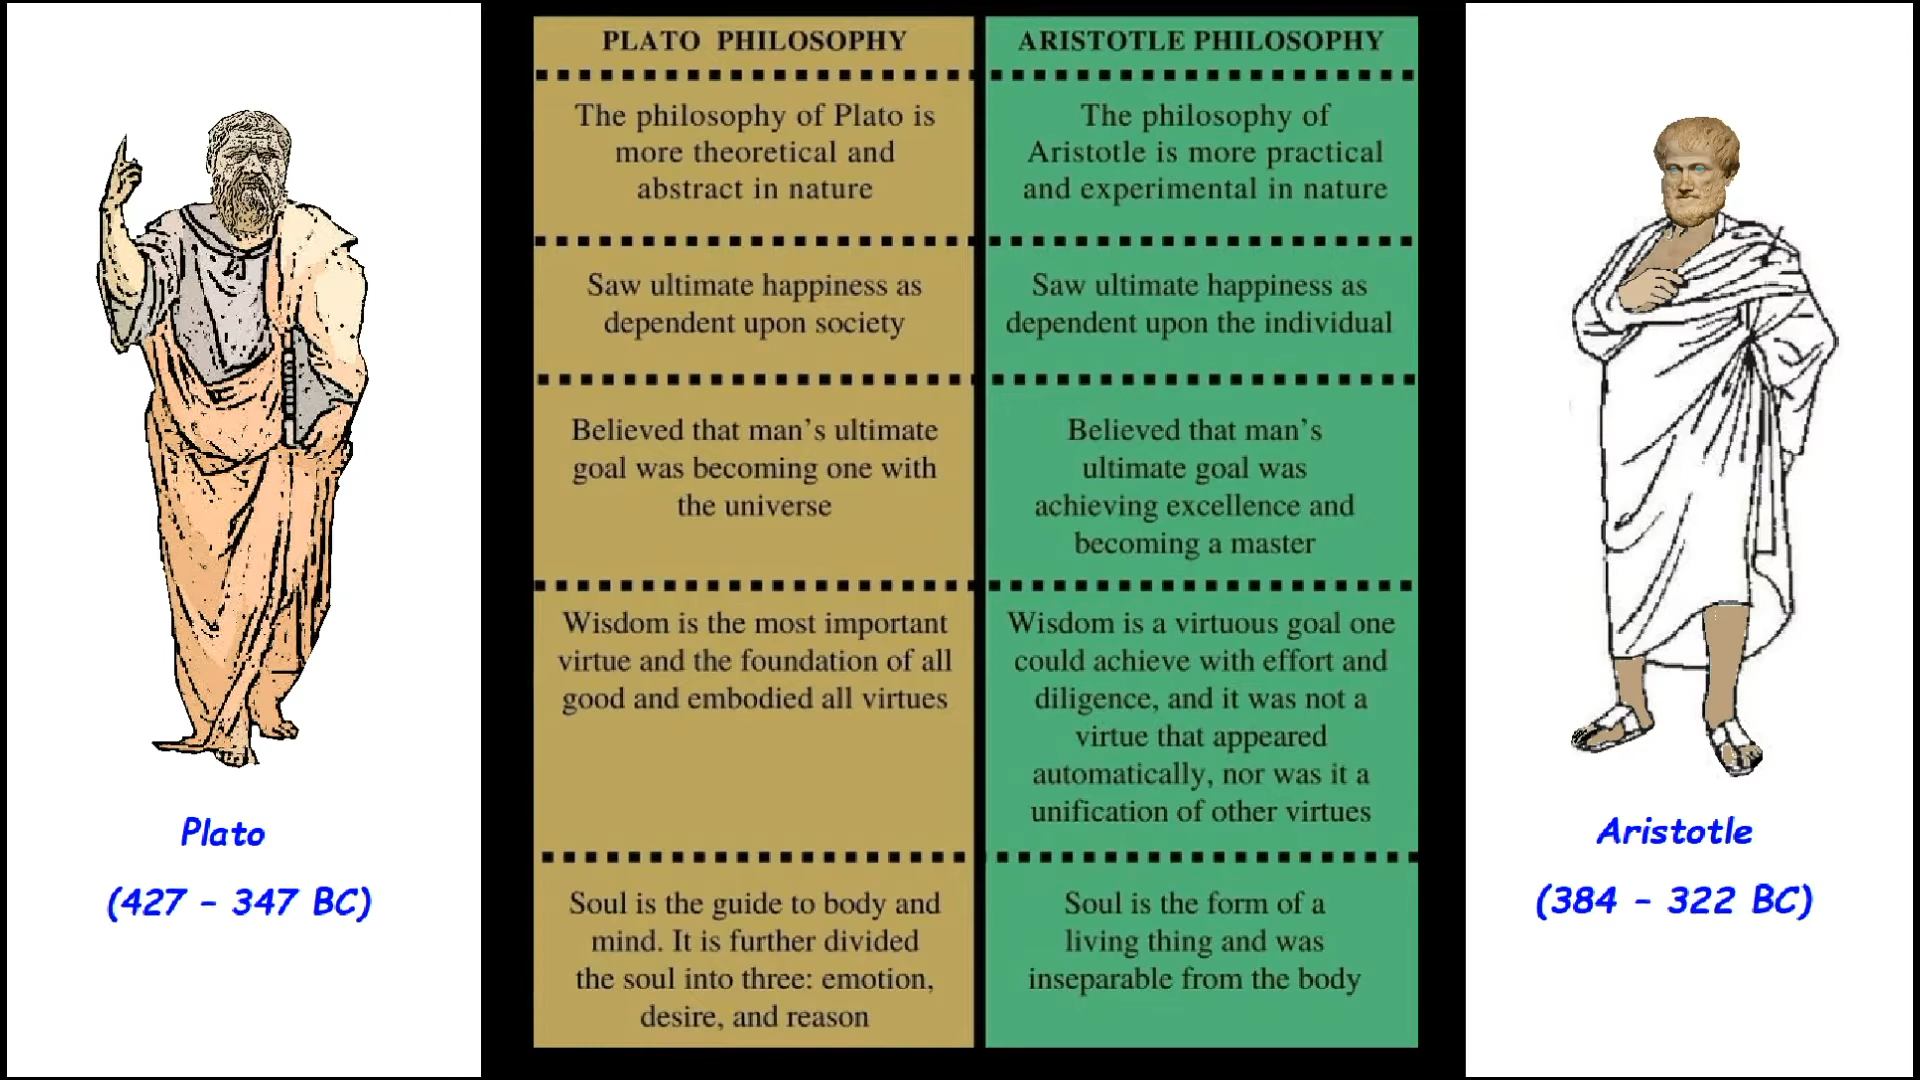 PLATO PHILOSOPHY
The philosophy of Plato is
more theoretical and
abstract in nature
Saw ultimate happiness as
dependent upon society
Believed that man’s ultimate
goal was becoming one with
the universe
Wisdom is the most important
virtue and the foundation of all
good and embodied all virtues
Soul is the guide to body and
mind. It is further divided
the soul into three: emotion,
desire, and reason
ARISTOTLE PHILOSOPHY
The philosophy of
Aristotle is more practical
and experimental in nature
Saw ultimate happiness as
dependent upon the individual
Believed that man’s
ultimate goal was
achieving excellence and
becoming a master
Wisdom is a virtuous goal one
could achieve with effort and
diligence, and it was not a
virtue that appeared
automatically, nor was it a
unification of other virtues
Soul is the form of a
living thing and was
inseparable from the body
Plato
(427 – 347 BC)
Aristotle
(384 – 322 BC)